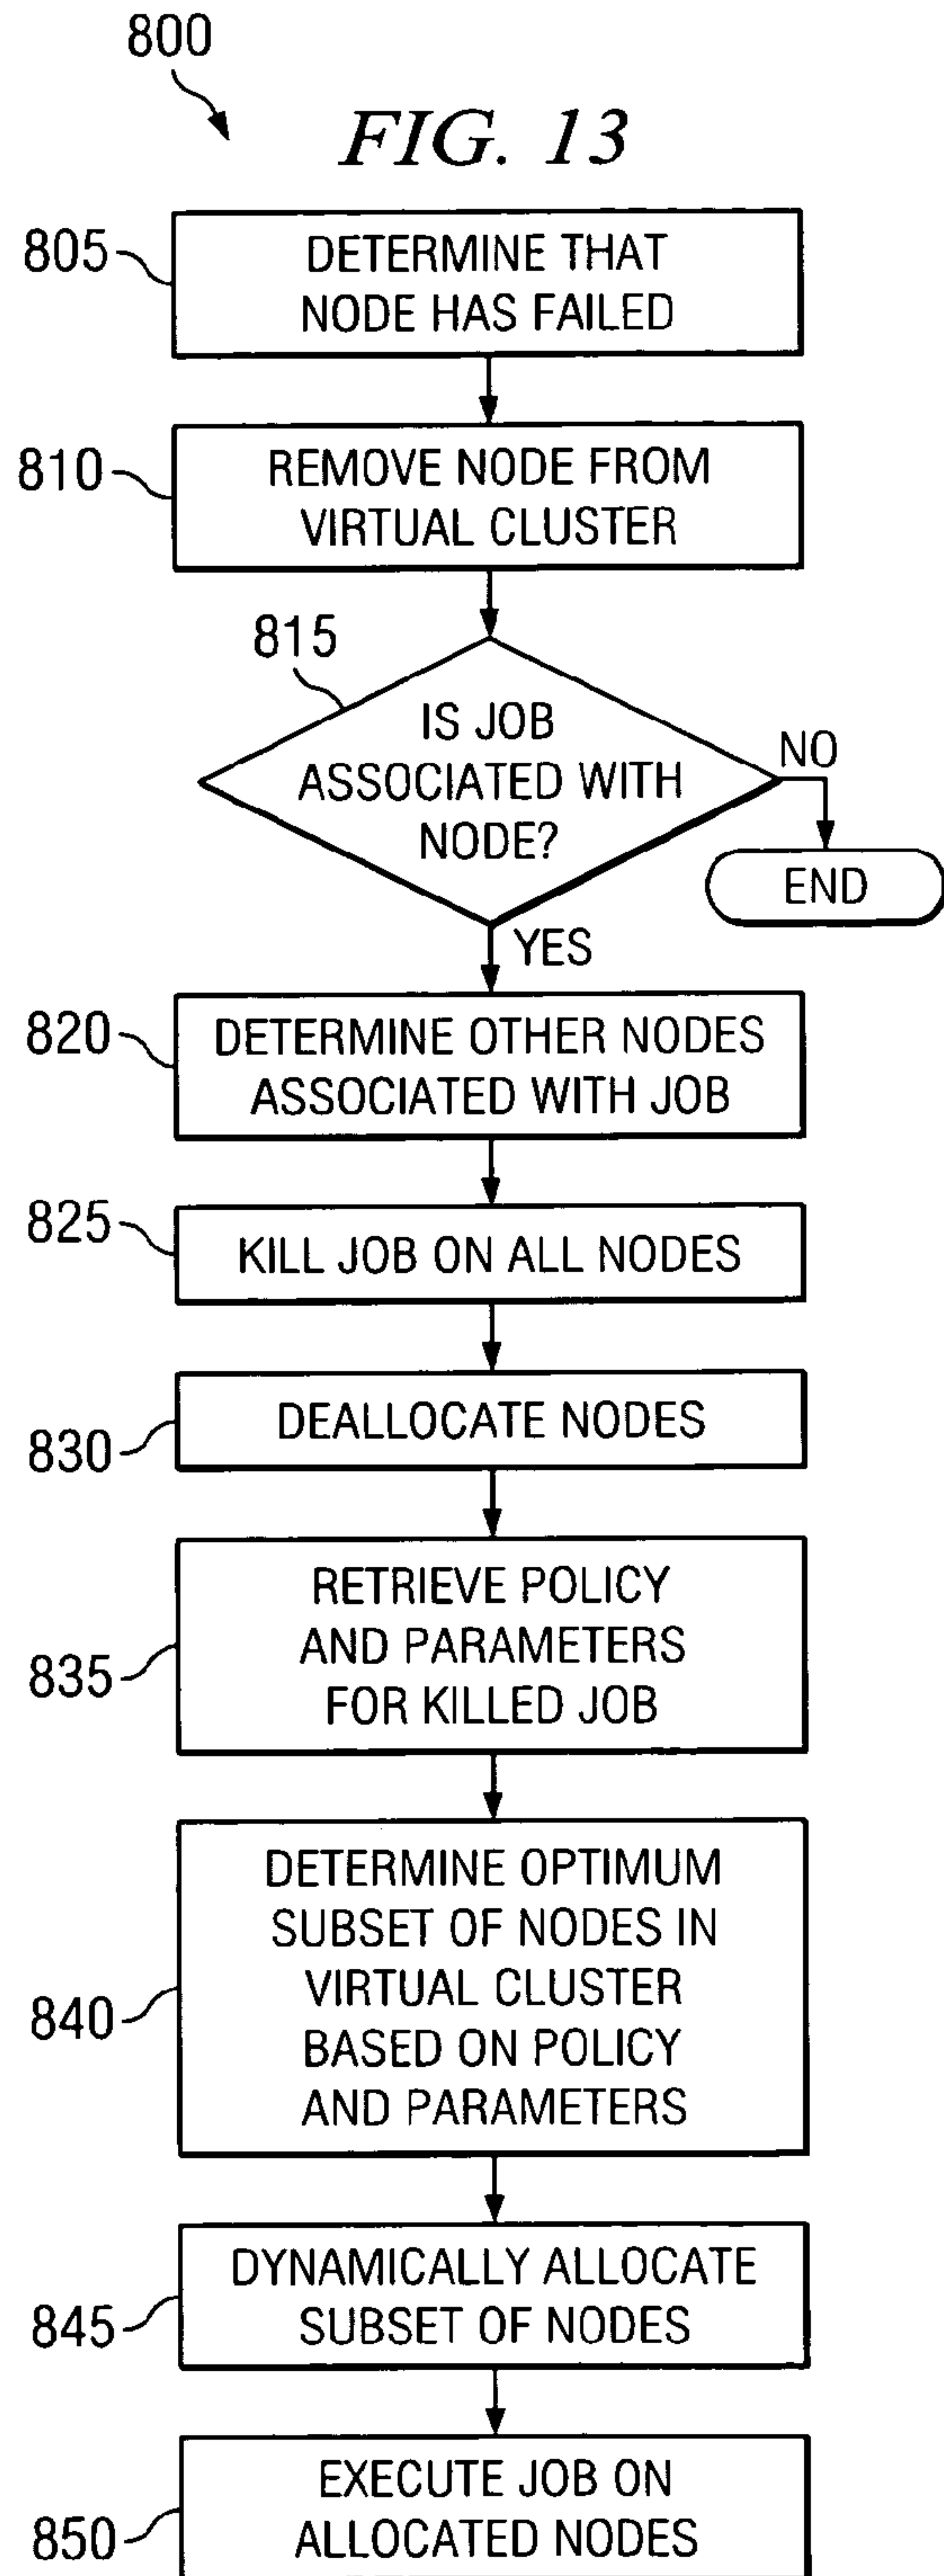 800
FIG. 13
805
DETERMINE THAT
NODE HAS FAILED
810
REMOVE NODE FROM
VIRTUAL CLUSTER
815
IS JOB
ASSOCIATED WITH
NODE?
NO
END
YES
820
DETERMINE OTHER NODES
ASSOCIATED WITH JOB
825
KILL JOB ON ALL NODES
830
DEALLOCATE NODES
835
RETRIEVE POLICY
AND PARAMETERS
FOR KILLED JOB
840
DETERMINE OPTIMUM
SUBSET OF NODES IN
VIRTUAL CLUSTER
BASED ON POLICY
AND PARAMETERS
845
DYNAMICALLY ALLOCATE
SUBSET OF NODES
850
EXECUTE JOB ON
ALLOCATED NODES